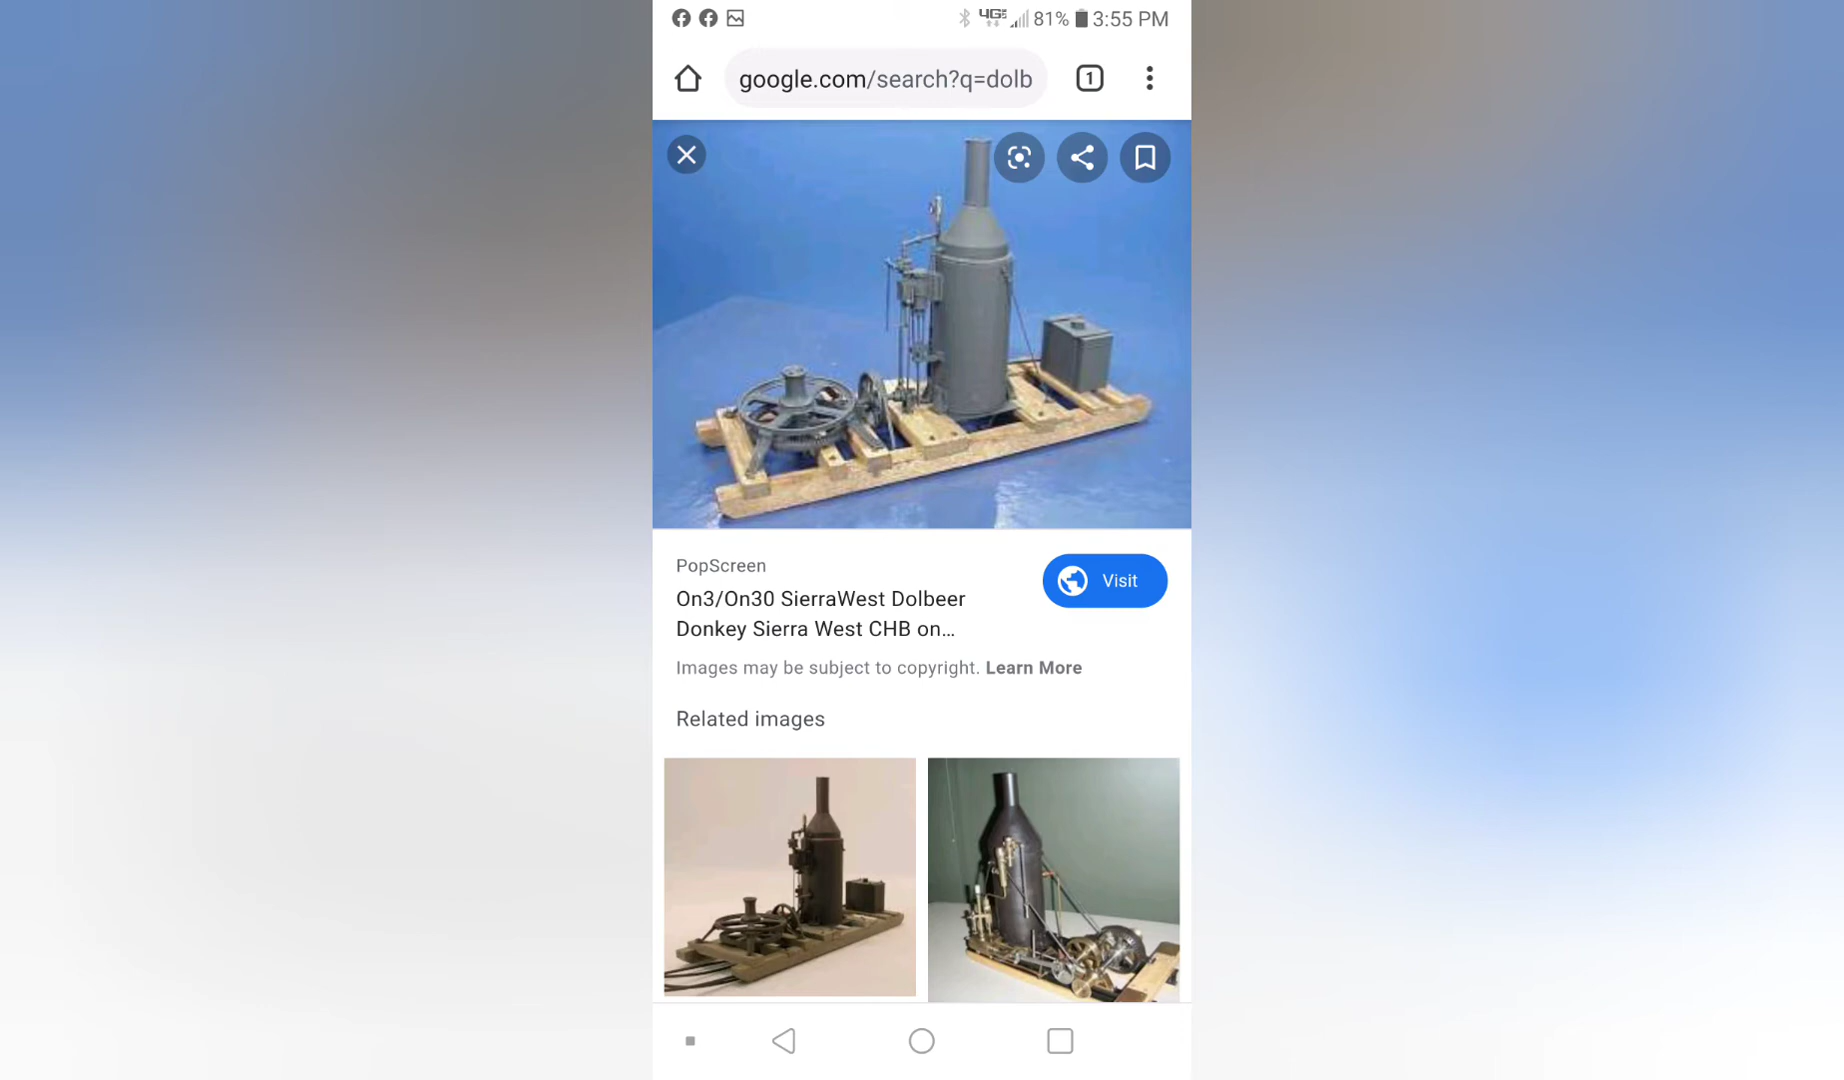 4GE 81% 3:55 PM
google.com/search?q=dolb 1
PopScreen
On3/On30 SierraWest Dolbeer
Donkey Sierra West CHB on…
Visit
Images may be subject to copyright. Learn More
Related images